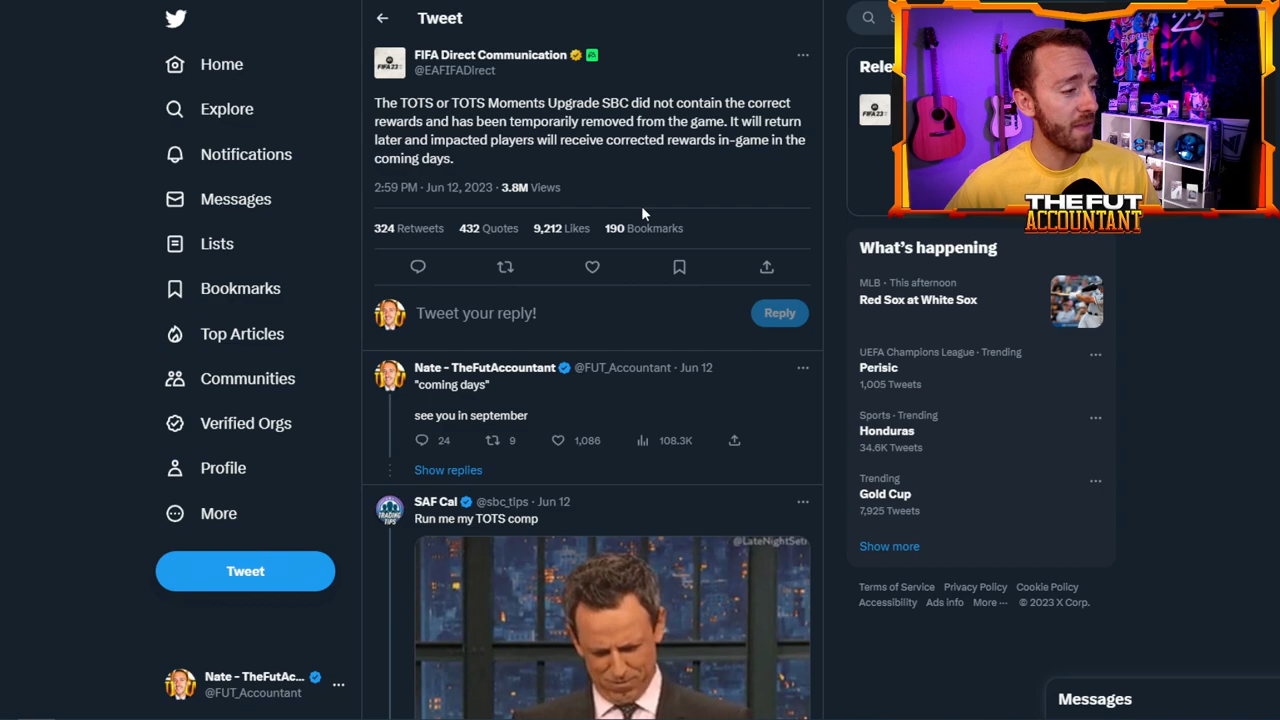 Home
Explore
Notifications
Messages
Lists
Bookmarks
Top Articles
Communities
Verified Orgs
Profile
More
Tweet
Nate - TheFutAc...
@FUT_Accountant
Tweet
FIFA 23
FIFA Direct Communication
@EAFIFADirect
The TOTS or TOTS Moments Upgrade SBC did not contain the correct
rewards and has been temporarily removed from the game. It will return
later and impacted players will receive corrected rewards in-game in the
coming days.
2:59 PM · Jun 12, 2023 · 3.8M Views
324 Retweets 432 Quotes 9,212 Likes 190 Bookmarks
Tweet your reply!
Reply
Nate - TheFutAccountant @FUT_Accountant · Jun 12
"coming days"
see you in september
24 9 1,086 108.3K
Show replies
TRADING TIPS
SAF Cal @sbc_tips · Jun 12
Run me my TOTS comp
@LateNightSeth
Rele
FIFA 23
THE FUT
ACCOUNTANT
What's happening
MLB · This afternoon
Red Sox at White Sox
UEFA Champions League · Trending
Perisic
1,005 Tweets
Sports · Trending
Honduras
34.6K Tweets
Trending
Gold Cup
7,925 Tweets
Show more
Terms of Service Privacy Policy Cookie Policy
Accessibility Ads info More ··· © 2023 X Corp.
Messages